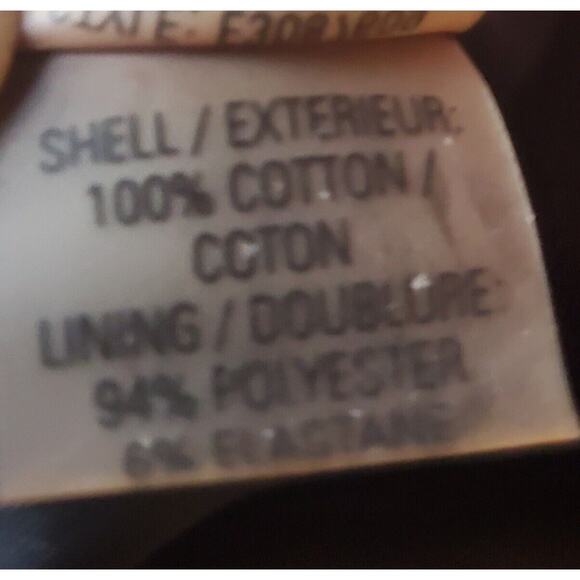 SHELL / EXTERIEUR:
100% COTTON /
COTON
LINING / DOUBLURE:
94% POLYESTER
6% ELASTANE